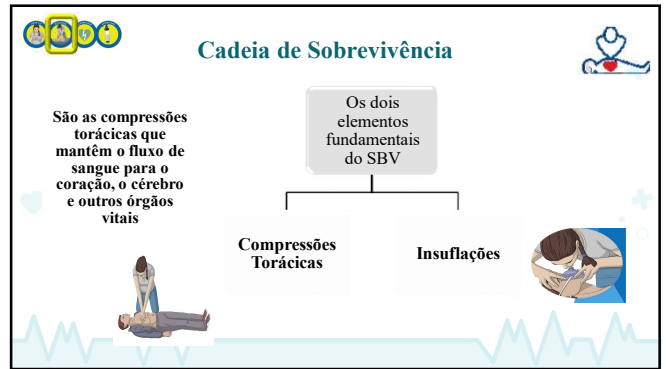 Cadeia de Sobrevivência
São as compressões
torácicas que
mantêm o fluxo de
sangue para o
coração, o cérebro
e outros órgãos
vitais
Os dois
elementos
fundamentais
do SBV
Compressões
Torácicas
Insuflações